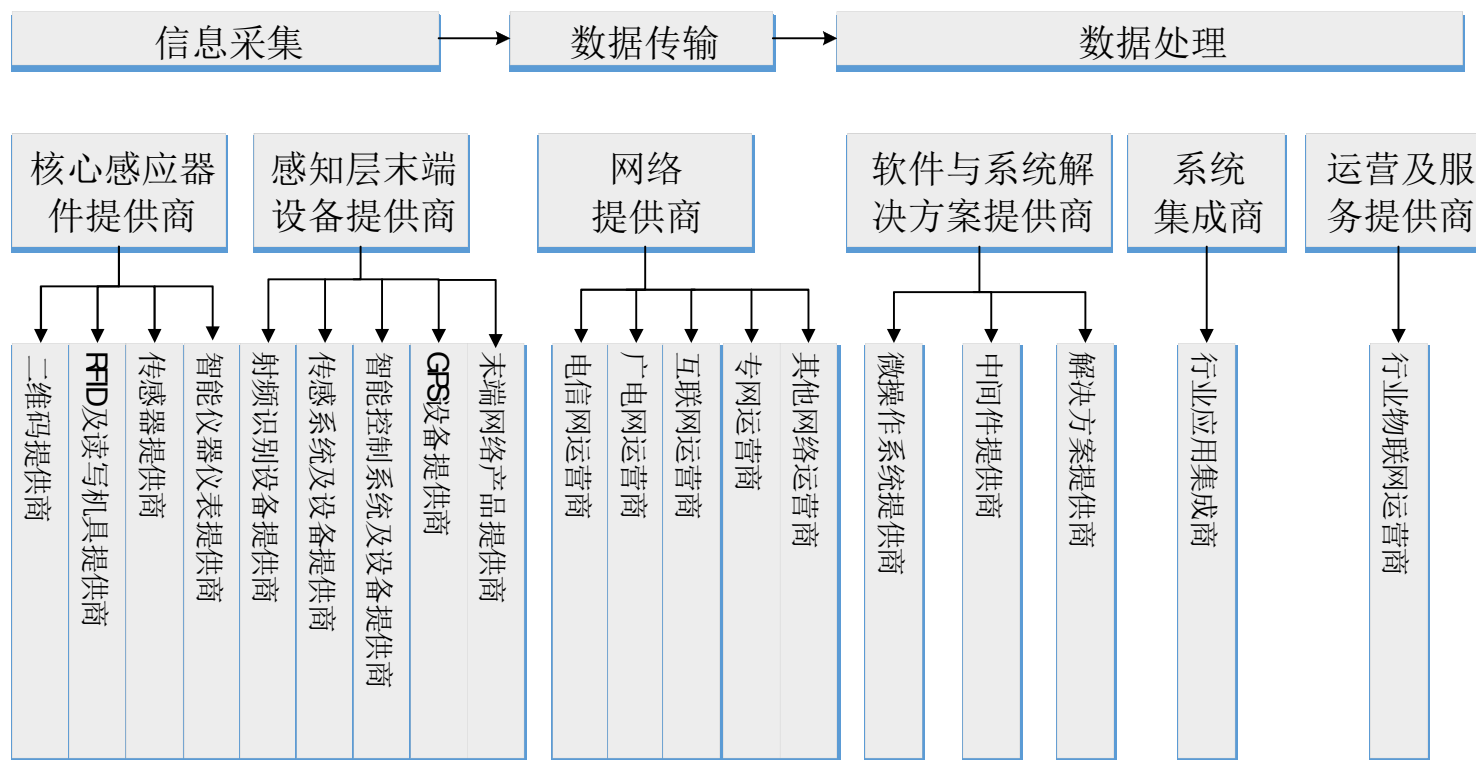 信息采集
数据传输
数据处理
核心感应器
件提供商
感知层末端
设备提供商
网络
提供商
软件与系统解
决方案提供商
系统
集成商
运营及服
务提供商
二维码提供商
RFID及读写机具提供商
传感器提供商
智能仪器仪表提供商
射频识别设备提供商
传感系统及设备提供商
智能控制系统及设备提供商
GPS设备提供商
末端网络产品提供商
电信网运营商
广电网运营商
互联网运营商
专网运营商
其他网络运营商
微操作系统提供商
中间件提供商
解决方案提供商
行业应用集成商
行业物联网运营商